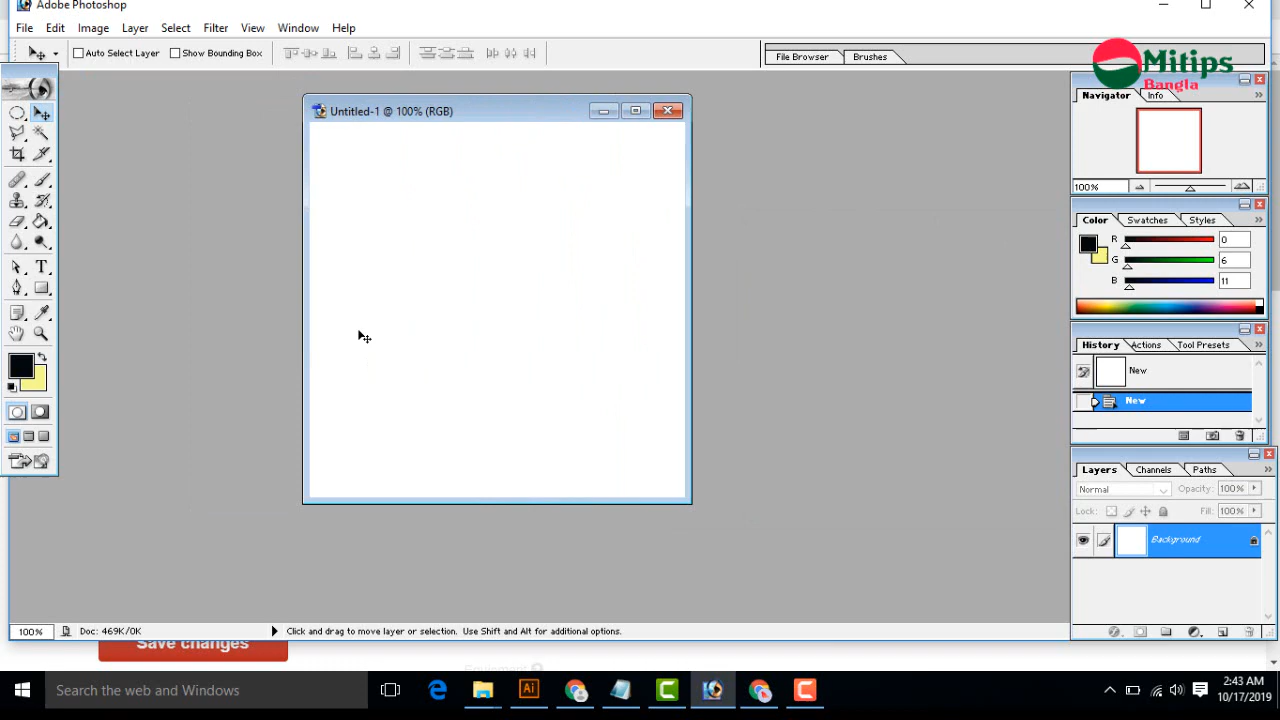 Adobe Photoshop
File Edit Image Layer Select Filter View Window Help
Auto Select Layer Show Bounding Box File Browser Brushes
Mitips
Bangla
Untitled-1 @ 100% (RGB)
Navigator Info
100%
Color Swatches Styles
R 0
G 6
B 11
History Actions Tool Presets
New
New
Layers Channels Paths
Normal Opacity: 100%
Lock: Fill: 100%
Background
100% Doc: 469K/0K Click and drag to move layer or selection. Use Shift and Alt for additional options.
Save changes
Equipment
Search the web and Windows
2:43 AM
10/17/2019